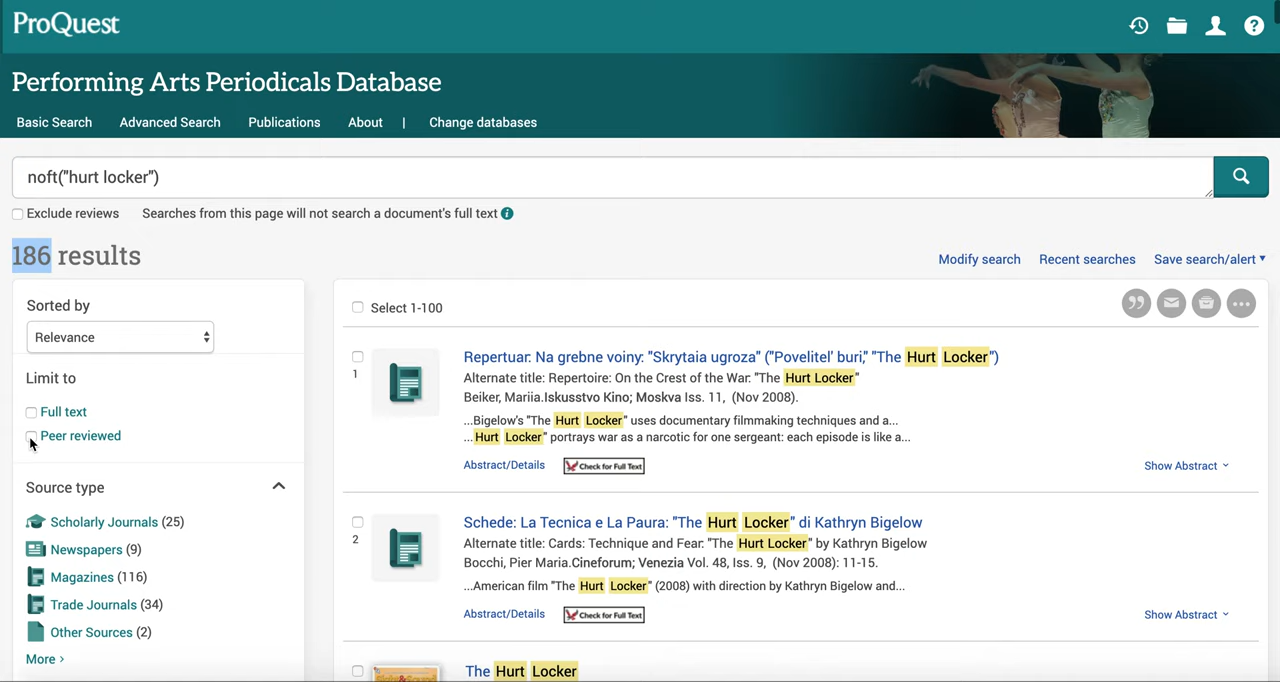 ProQuest
Performing Arts Periodicals Database
Basic Search Advanced Search Publications About | Change databases
noft("hurt locker")
Exclude reviews Searches from this page will not search a document's full text
186 results
Modify search Recent searches Save search/alert
Sorted by
Relevance
Limit to
Full text
Peer reviewed
Source type
Scholarly Journals (25)
Newspapers (9)
Magazines (116)
Trade Journals (34)
Other Sources (2)
More >
Select 1-100
1
Repertuar: Na grebne voiny: "Skrytaia ugroza" ("Povelitel' buri," "The Hurt Locker")
Alternate title: Repertoire: On the Crest of the War: "The Hurt Locker"
Beiker, Mariia.Iskusstvo Kino; Moskva Iss. 11, (Nov 2008).
...Bigelow's "The Hurt Locker" uses documentary filmmaking techniques and a...
...Hurt Locker" portrays war as a narcotic for one sergeant: each episode is like a...
Abstract/Details Check for Full Text Show Abstract
2
Schede: La Tecnica e La Paura: "The Hurt Locker" di Kathryn Bigelow
Alternate title: Cards: Technique and Fear: "The Hurt Locker" by Kathryn Bigelow
Bocchi, Pier Maria.Cineforum; Venezia Vol. 48, Iss. 9, (Nov 2008): 11-15.
...American film "The Hurt Locker" (2008) with direction by Kathryn Bigelow and...
Abstract/Details Check for Full Text Show Abstract
The Hurt Locker